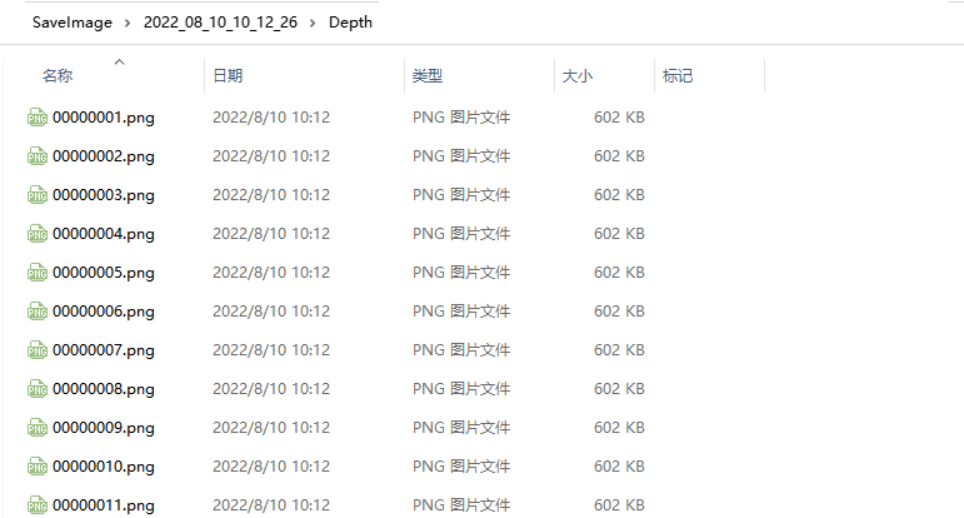 SaveImage > 2022_08_10_10_12_26 > Depth
名称 日期 类型 大小 标记
00000001.png 2022/8/10 10:12 PNG 图片文件 602 KB
00000002.png 2022/8/10 10:12 PNG 图片文件 602 KB
00000003.png 2022/8/10 10:12 PNG 图片文件 602 KB
00000004.png 2022/8/10 10:12 PNG 图片文件 602 KB
00000005.png 2022/8/10 10:12 PNG 图片文件 602 KB
00000006.png 2022/8/10 10:12 PNG 图片文件 602 KB
00000007.png 2022/8/10 10:12 PNG 图片文件 602 KB
00000008.png 2022/8/10 10:12 PNG 图片文件 602 KB
00000009.png 2022/8/10 10:12 PNG 图片文件 602 KB
00000010.png 2022/8/10 10:12 PNG 图片文件 602 KB
00000011.png 2022/8/10 10:12 PNG 图片文件 602 KB